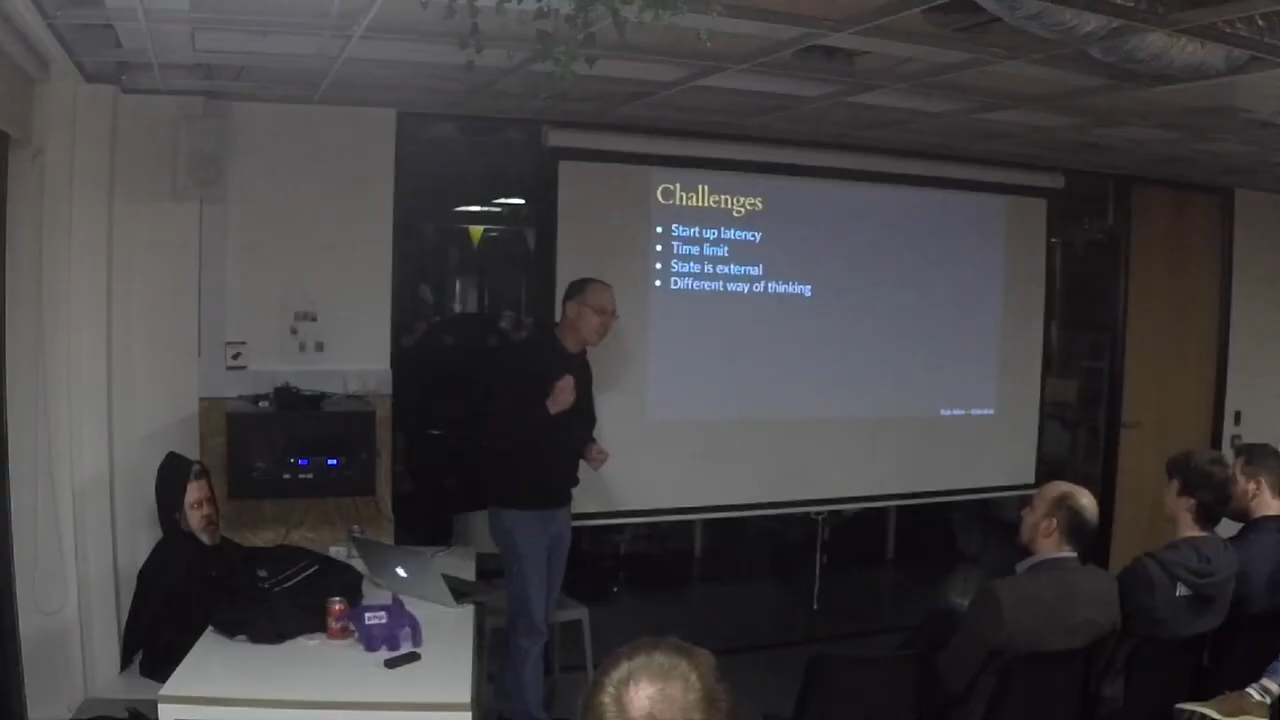 Challenges
Start up latency
Time limit
State is external
Different way of thinking
php